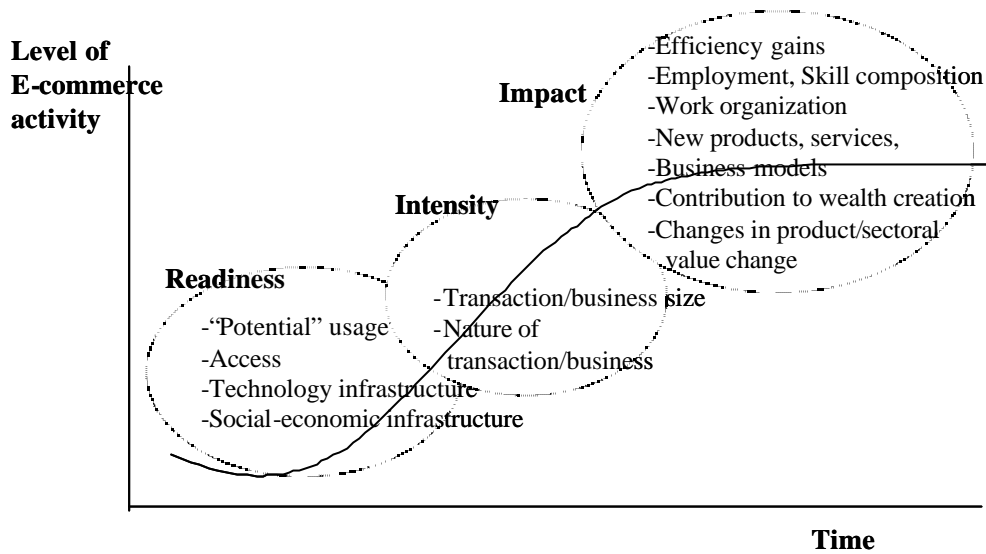 Level of
E-commerce
activity
Impact
-Efficiency gains
-Employment, Skill composition
-Work organization
-New products, services,
-Business models
-Contribution to wealth creation
-Changes in product/sectoral
value change
Intensity
-Transaction/business size
-Nature of
transaction/business
Readiness
-“Potential” usage
-Access
-Technology infrastructure
-Social-economic infrastructure
Time